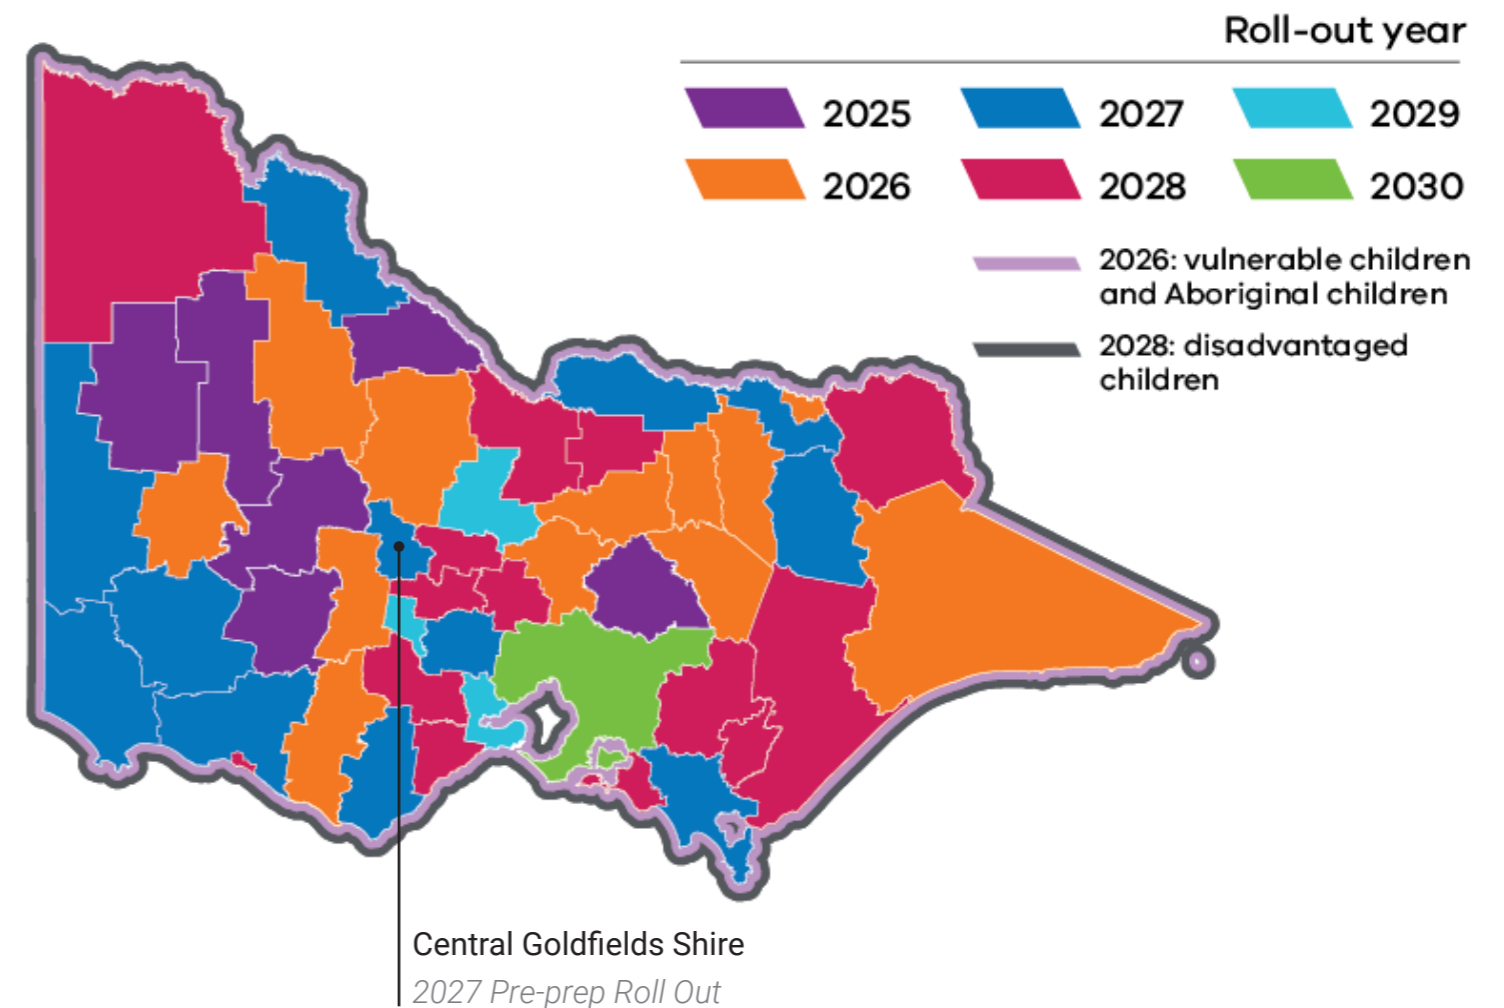 Roll-out year
2025
2027
2029
2026
2028
2030
2026: vulnerable children
and Aboriginal children
2028: disadvantaged
children
Central Goldfields Shire
2027 Pre-prep Roll Out